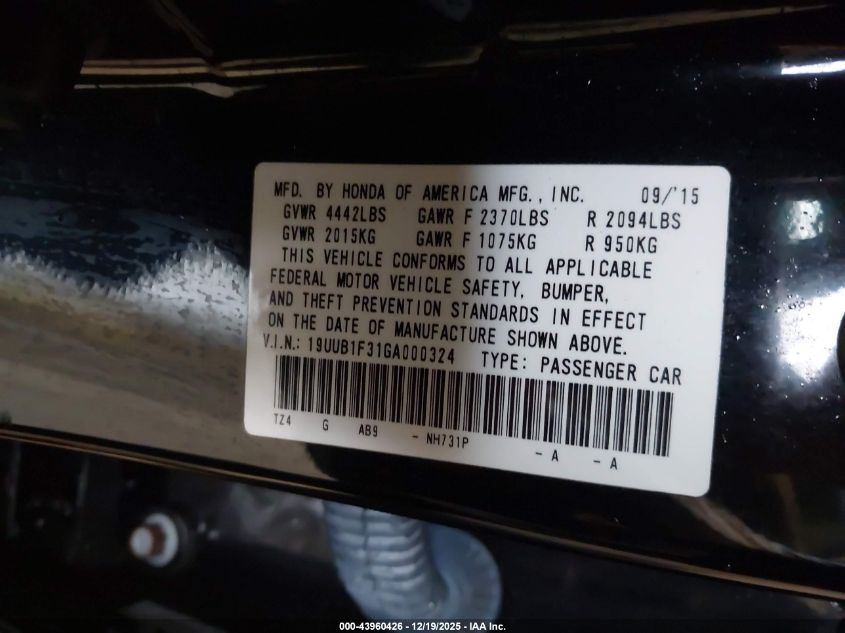 MFD. BY HONDA OF AMERICA MFG., INC. 09/'15
GVWR 4442LBS GAWR F 2370LBS R 2094LBS
GVWR 2015KG GAWR F 1075KG R 950KG
THIS VEHICLE CONFORMS TO ALL APPLICABLE
FEDERAL MOTOR VEHICLE SAFETY, BUMPER,
AND THEFT PREVENTION STANDARDS IN EFFECT
ON THE DATE OF MANUFACTURE SHOWN ABOVE.
V.I.N.: 19UUB1F31GA000324 TYPE: PASSENGER CAR
TZ4 G AB9 - NH731P - A - A
000-43960426 - 12/19/2025 - IAA Inc.